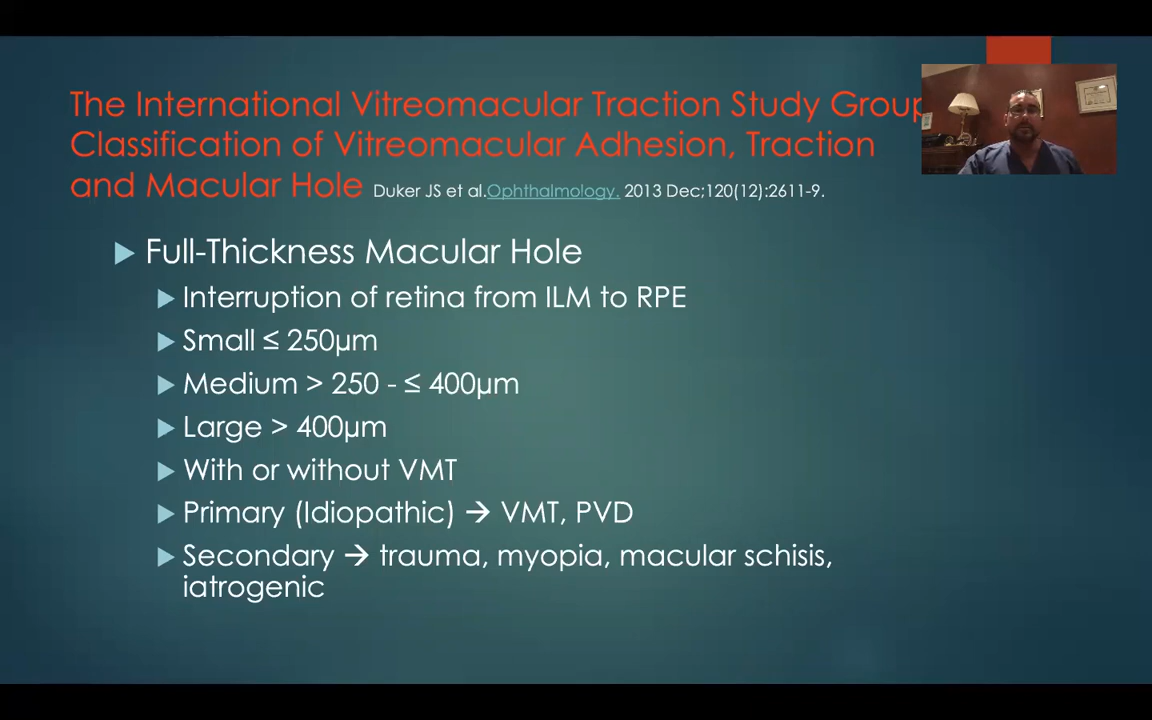 The International Vitreomacular Traction Study Group
Classification of Vitreomacular Adhesion, Traction
and Macular Hole Duker JS et al.Ophthalmology. 2013 Dec;120(12):2611-9.
Full-Thickness Macular Hole
Interruption of retina from ILM to RPE
Small ≤ 250µm
Medium > 250 - ≤ 400µm
Large > 400µm
With or without VMT
Primary (Idiopathic) → VMT, PVD
Secondary → trauma, myopia, macular schisis,
iatrogenic